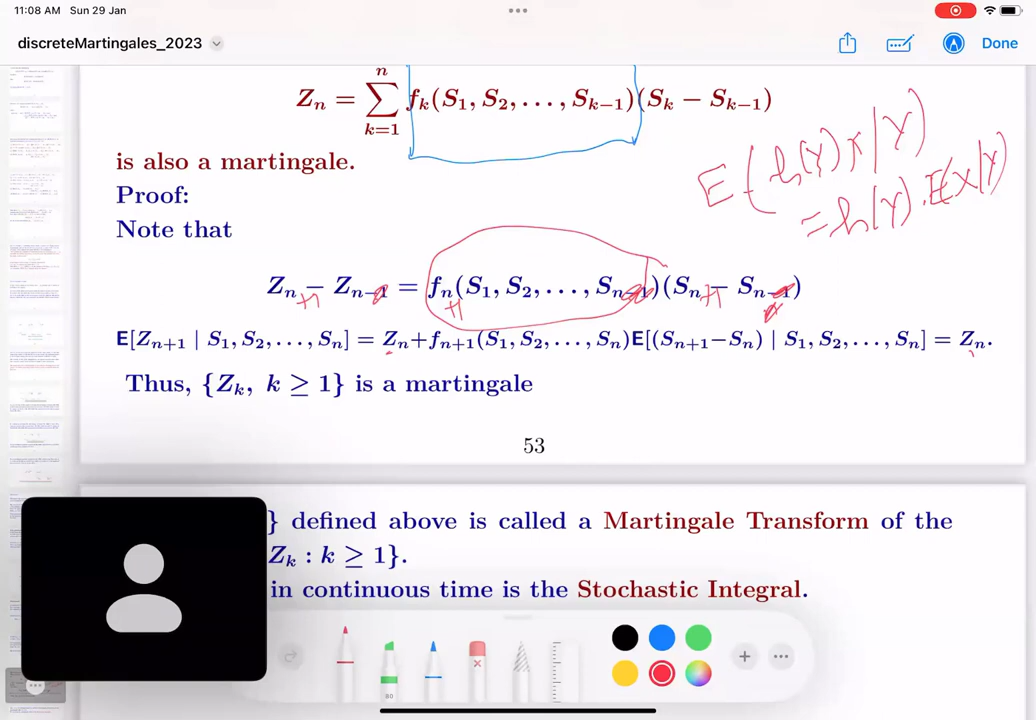 11:08 AM Sun 29 Jan
discreteMartingales_2023
Done
Zₙ = ∑ₖ₌₁ⁿ fₖ(S₁, S₂, . . . , Sₖ₋₁)(Sₖ − Sₖ₋₁)
is also a martingale.
E(h(Y) X | Y)
= h(Y) . E(X|Y)
Proof:
Note that
Zₙ₊₁ − Zₙ = fₙ₊₁(S₁, S₂, . . . , Sₙ)(Sₙ₊₁ − Sₙ)
E[Zₙ₊₁ | S₁, S₂, . . . , Sₙ] = Zₙ+fₙ₊₁(S₁, S₂, . . . , Sₙ)E[(Sₙ₊₁−Sₙ) | S₁, S₂, . . . , Sₙ] = Zₙ.
Thus, {Zₖ, k ≥ 1} is a martingale
53
} defined above is called a Martingale Transform of the
Zₖ : k ≥ 1}.
in continuous time is the Stochastic Integral.
80